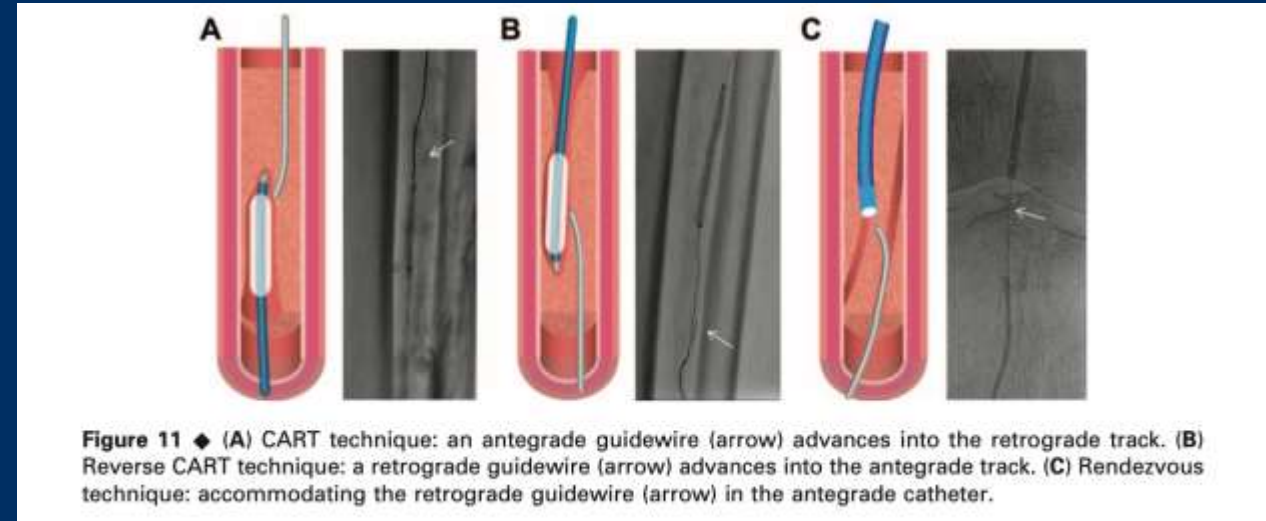 A
B
C
Figure 11 ◆ (A) CART technique: an antegrade guidewire (arrow) advances into the retrograde track. (B)
Reverse CART technique: a retrograde guidewire (arrow) advances into the antegrade track. (C) Rendezvous
technique: accommodating the retrograde guidewire (arrow) in the antegrade catheter.